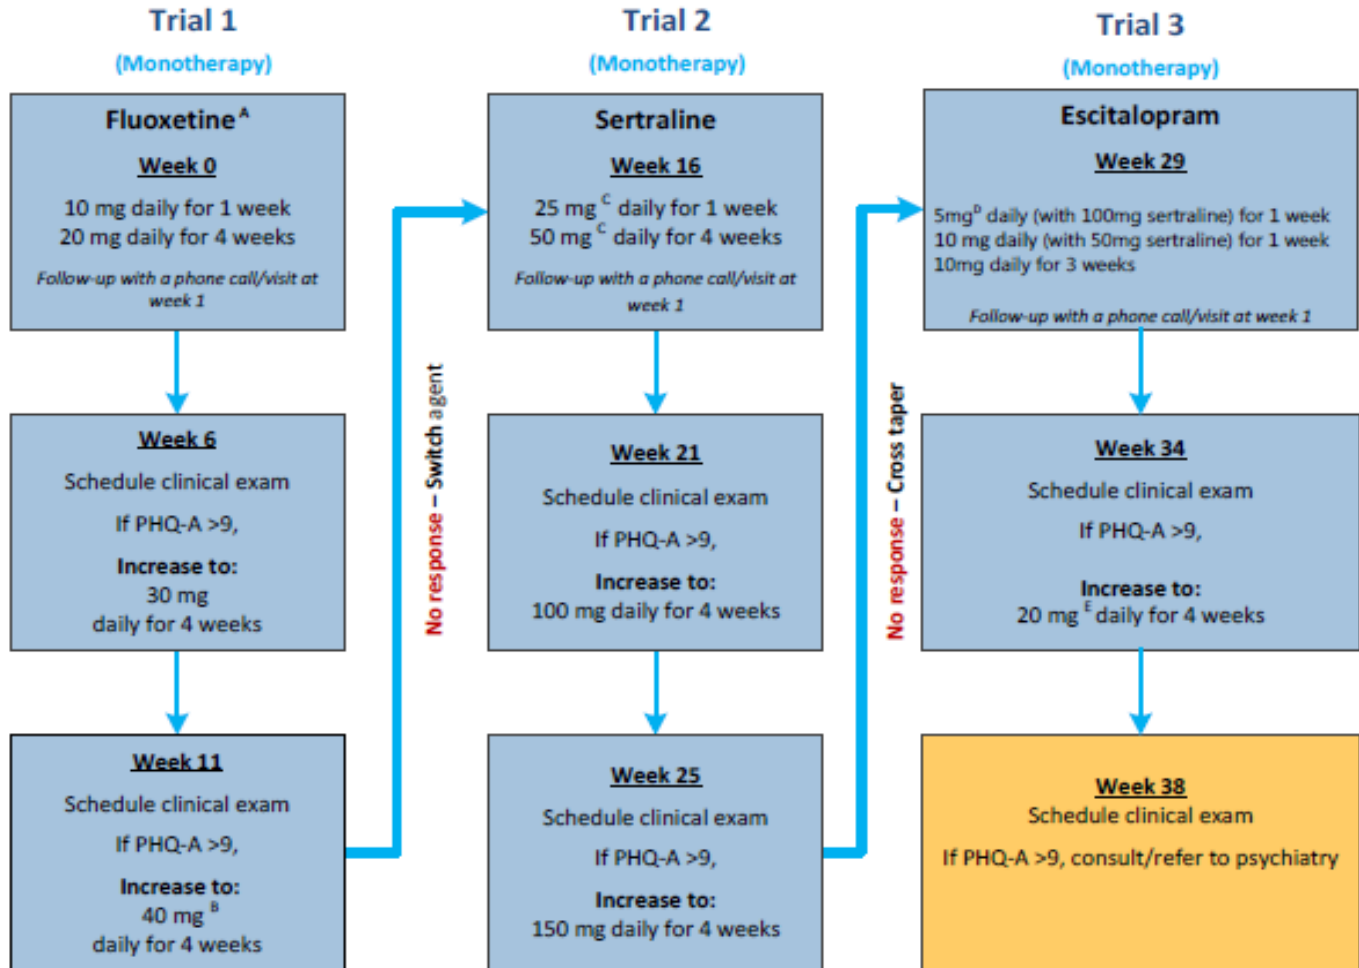 Trial 1
(Monotherapy)
Fluoxetine A
Week 0
10 mg daily for 1 week
20 mg daily for 4 weeks
Follow-up with a phone call/visit at
week 1
Week 6
Schedule clinical exam
If PHQ-A >9,
Increase to:
30 mg
daily for 4 weeks
Week 11
Schedule clinical exam
If PHQ-A >9,
Increase to:
40 mg B
daily for 4 weeks
No response – Switch agent
Trial 2
(Monotherapy)
Sertraline
Week 16
25 mg C daily for 1 week
50 mg C daily for 4 weeks
Follow-up with a phone call/visit at
week 1
Week 21
Schedule clinical exam
If PHQ-A >9,
Increase to:
100 mg daily for 4 weeks
Week 25
Schedule clinical exam
If PHQ-A >9,
Increase to:
150 mg daily for 4 weeks
No response – Cross taper
Trial 3
(Monotherapy)
Escitalopram
Week 29
5mgD daily (with 100mg sertraline) for 1 week
10 mg daily (with 50mg sertraline) for 1 week
10mg daily for 3 weeks
Follow-up with a phone call/visit at week 1
Week 34
Schedule clinical exam
If PHQ-A >9,
Increase to:
20 mg E daily for 4 weeks
Week 38
Schedule clinical exam
If PHQ-A >9, consult/refer to psychiatry